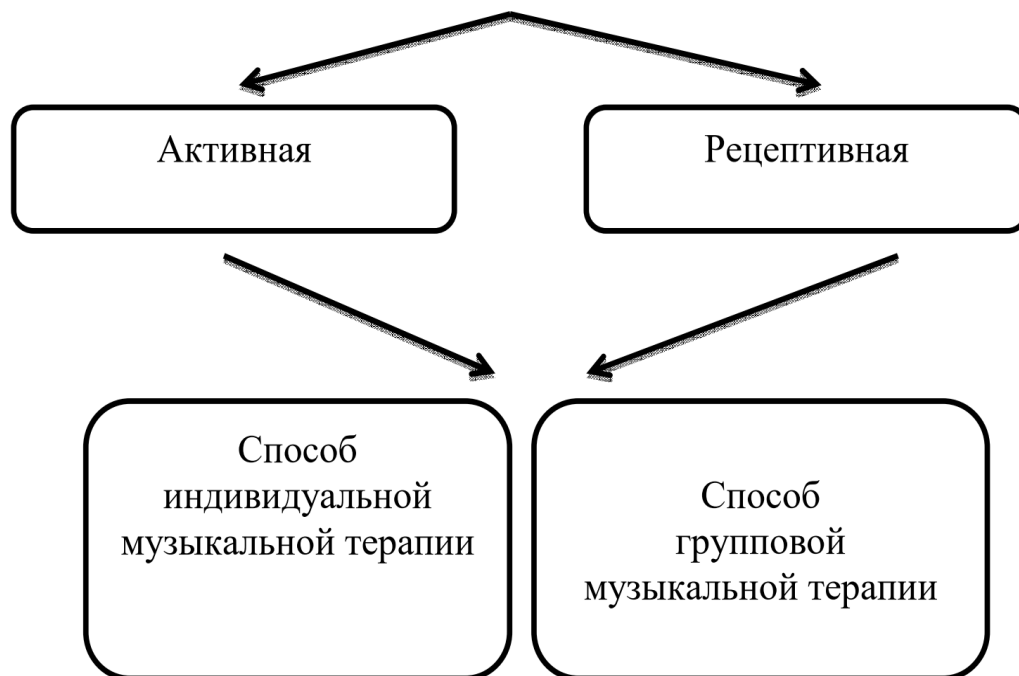 Активная
Рецептивная
Способ
индивидуальной
музыкальной терапии
Способ
групповой
музыкальной терапии